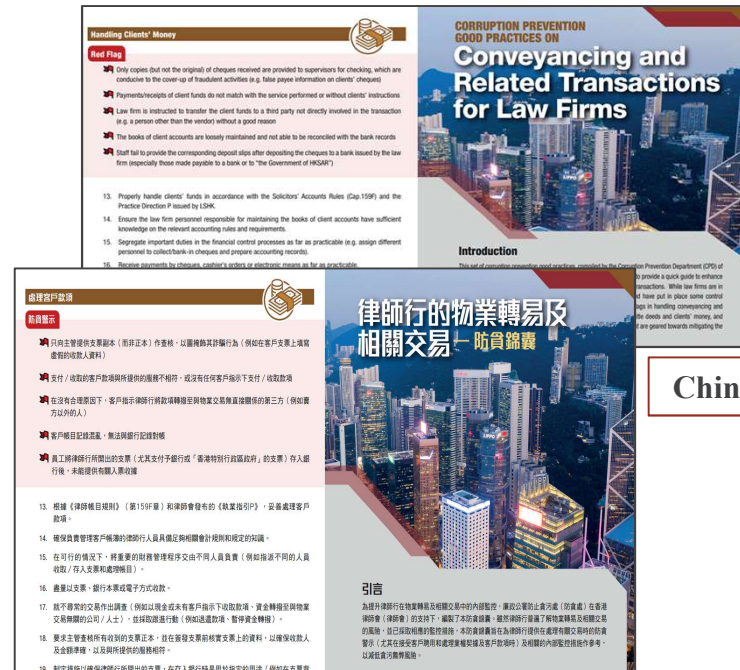 Handling Clients' Money
Red Flag
Only copies (but not the original) of cheques received are provided to supervisors for checking, which are
conducive to the cover-up of fraudulent activities (e.g. false payee information on clients' cheques)
Payments/receipts of client funds do not match with the service performed or without clients' instructions
Law firm is instructed to transfer the client funds to a third party not directly involved in the transaction
(e.g. a person other than the vendor) without a good reason
The books of client accounts are loosely maintained and not able to be reconciled with the bank records
Staff fail to provide the corresponding deposit slips after depositing the cheques to a bank issued by the law
firm (especially those made payable to a bank or to "the Government of HKSAR")
13. Properly handle clients' funds in accordance with the Solicitors' Accounts Rules (Cap.159F) and the
Practice Direction P issued by LSHK.
14. Ensure the law firm personnel responsible for maintaining the books of client accounts have sufficient
knowledge on the relevant accounting rules and requirements.
15. Segregate important duties in the financial control processes as far as practicable (e.g. assign different
personnel to collect/bank-in cheques and prepare accounting records).
16. Receive payments by cheques, cashier's orders or electronic means as far as practicable.
CORRUPTION PREVENTION
GOOD PRACTICES ON
Conveyancing and
Related Transactions
for Law Firms
Introduction
This set of corruption prevention good practices, compiled by the Corruption Prevention Department (CPD) of
to provide a quick guide to enhance
transactions. While law firms are in
have put in place some control
ags in handling conveyancing and
tle deeds and clients' money, and
t are geared towards mitigating the
處理客戶款項
防貪警示
只向主管提供支票副本（而非正本）作查核，以圖掩飾其詐騙行為（例如在客戶支票上填寫
虛假的收款人資料）
支付 / 收取的客戶款項與所提供的服務不相符，或沒有任何客戶指示下支付 / 收取款項
在沒有合理原因下，客戶指示律師行將款項轉發至與物業交易無直接關係的第三方（例如賣
方以外的人）
客戶帳目記錄混亂，無法與銀行記錄對帳
員工將律師行所開出的支票（尤其支付予銀行或「香港特別行政區政府」的支票）存入銀
行後，未能提供有關入票收據
13. 根據《律師帳目規則》（第159F章）和律師會發布的《執業指引P》，妥善處理客戶
款項。
14. 確保負責管理客戶帳簿的律師行人員具備足夠相關會計規則和規定的知識。
15. 在可行的情況下，將重要的財務管理程序交由不同人員負責（例如指派不同的人員
收取 / 存入支票和處理帳目）。
16. 盡量以支票、銀行本票或電子方式收款。
17. 就不尋常的交易作出調查（例如以現金或未有客戶指示下收取款項、資金轉撥至與物業
交易無關的公司 / 人士），並採取跟進行動（例如退還款項、暫停資金轉撥）。
18. 要求主管查核所有收到的支票正本，並在簽發支票前核實支票上的資料，以確保收款人
及金額準確，以及與所提供的服務相符。
律師行的物業轉易及
相關交易 — 防貪錦囊
引言
為提升律師行在物業轉易及相關交易中的內部監控，廉政公署防止貪污處（防貪處）在香港
律師會（律師會）的支持下，編製了本防貪錦囊。雖然律師行普遍了解物業轉易及相關交易
的風險，並已採取相應的監控措施，本防貪錦囊旨在為律師行提供在處理有關交易時的防貪
警示（尤其在接受客戶聘用和處理業權契據及客戶款項時）及相關的內部監控措施作參考，
以減低貪污舞弊風險。
Chin